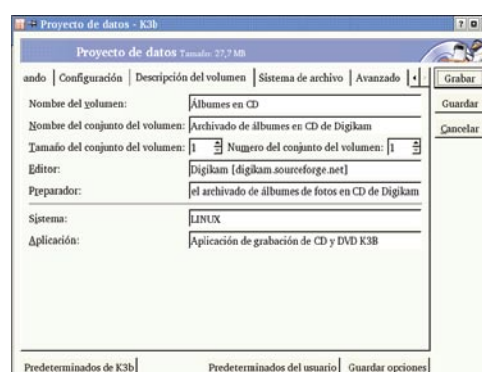 Proyecto de datos - K3b
Proyecto de datos Tamaño: 27,7 MB
ando Configuración Descripción del volumen Sistema de archivo Avanzado
Grabar
Nombre del volumen: Álbumes en CD
Guardar
Nombre del conjunto del volumen: Archivado de álbumes en CD de Digikam
Cancelar
Tamaño del conjunto del volumen: 1 Numero del conjunto del volumen: 1
Editor: Digikam [digikam.sourceforge.net]
Preparador: el archivado de álbumes de fotos en CD de Digikam
Sistema: LINUX
Aplicación: Aplicación de grabación de CD y DVD K3B
Predeterminados de K3b Predeterminados del usuario Guardar opciones